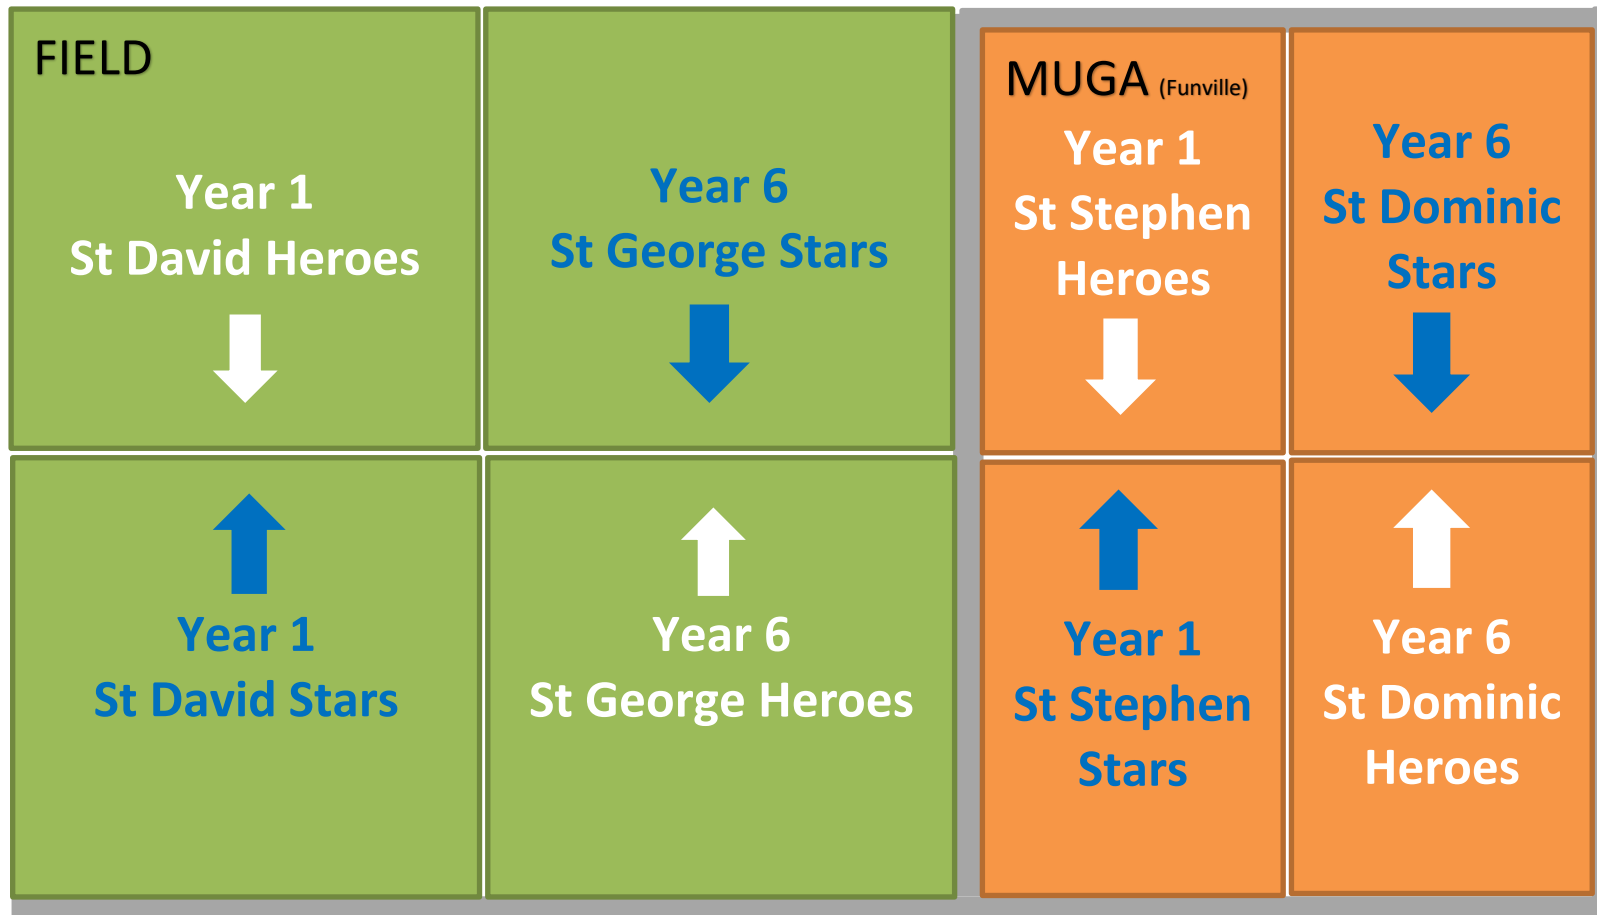 FIELD
Year 1
St David Heroes
Year 6
St George Stars
MUGA (Funville)
Year 1
St Stephen
Heroes
Year 6
St Dominic
Stars
Year 1
St David Stars
Year 6
St George Heroes
Year 1
St Stephen
Stars
Year 6
St Dominic
Heroes